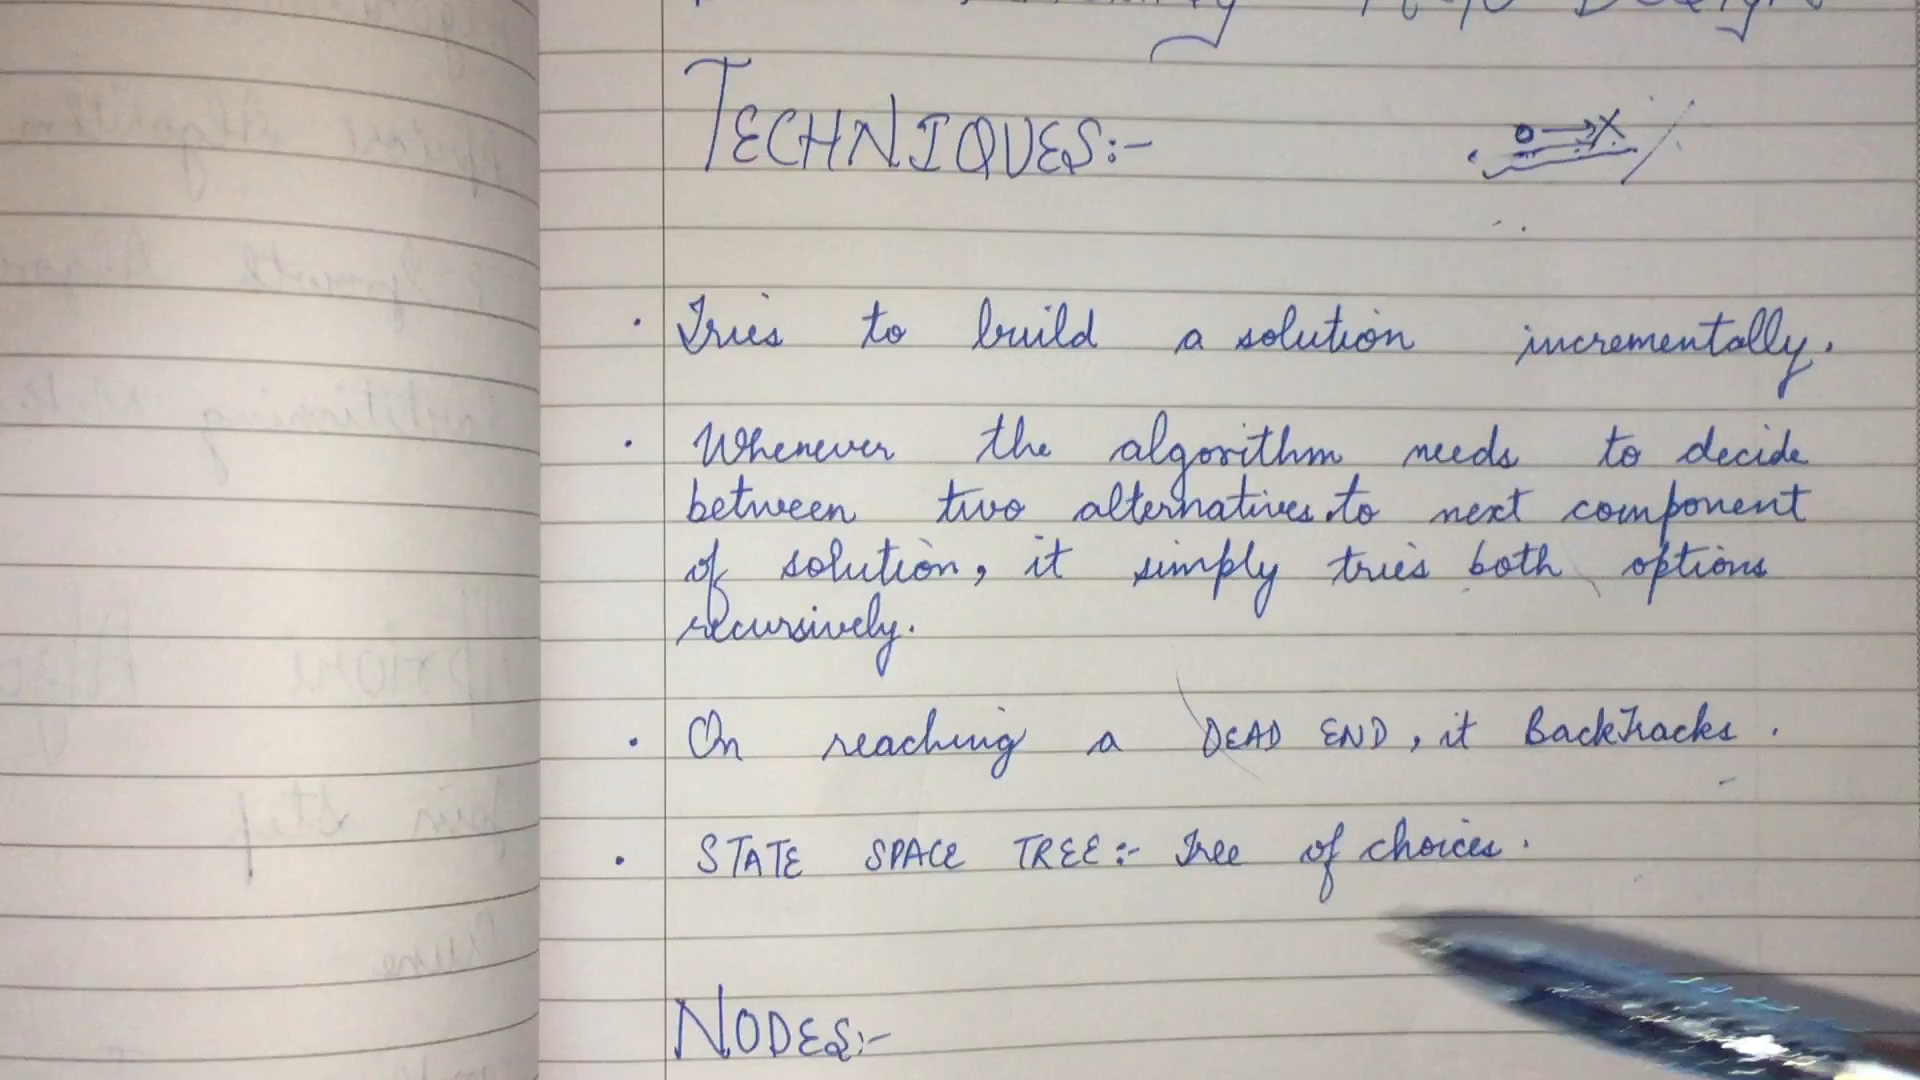 Design
TECHNIQUES:-
· Tries to build a solution incrementally.
· Whenever the algorithm needs to decide
between two alternatives to next component
of solution, it simply tries both options
recursively.
· On reaching a DEAD END, it BackTracks.
· STATE SPACE TREE:- Tree of choices.
NODES:-